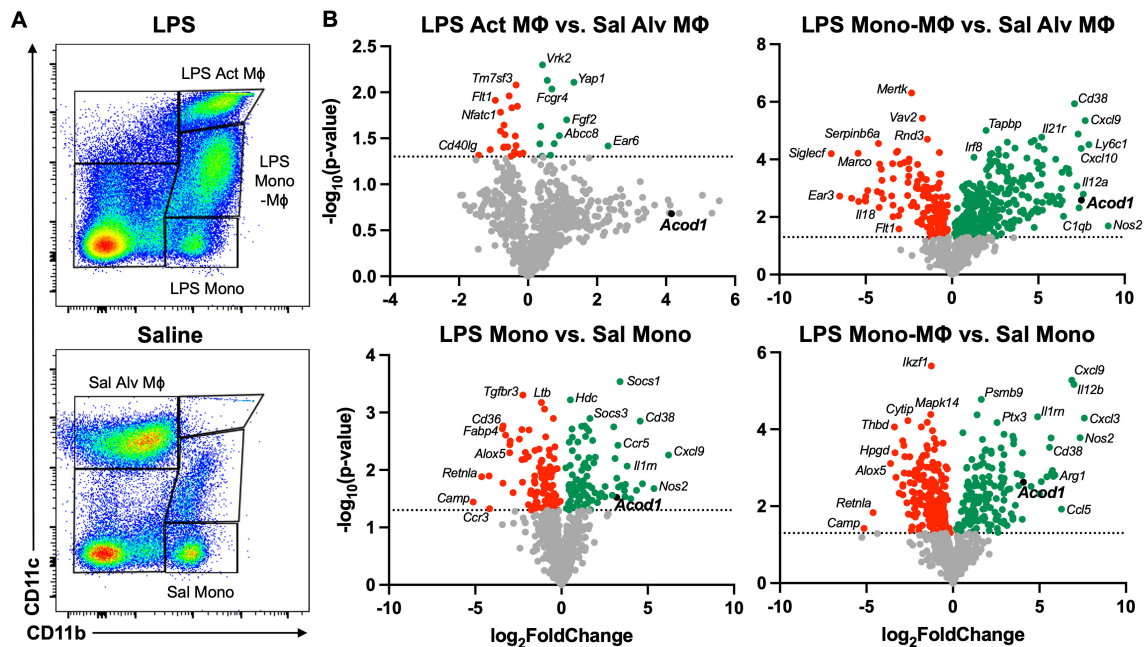 A
LPS
LPS Act Mϕ
LPS
Mono
-Mϕ
LPS Mono
Saline
Sal Alv Mϕ
Sal Mono
CD11c
CD11b
B
LPS Act MΦ vs. Sal Alv MΦ
-log10(p-value)
2.5
2.0
1.5
1.0
0.5
0.0
-4 -2 0 2 4 6
Vrk2
Tm7sf3
Yap1
Flt1
Fcgr4
Nfatc1
Fgf2
Abcc8
Cd40lg
Ear6
Acod1
LPS Mono-MΦ vs. Sal Alv MΦ
8
6
4
2
0
-10 -5 0 5 10
Mertk
Cd38
Vav2
Cxcl9
Tapbp
Il21r
Serpinb6a
Rnd3
Ly6c1
Siglecf
Marco
Irf8
Cxcl10
Ear3
Il12a
Acod1
Il18
Flt1
C1qb
Nos2
LPS Mono vs. Sal Mono
-log10(p-value)
4
3
2
1
0
-10 -5 0 5 10
log2FoldChange
Socs1
Tgfbr3
Ltb
Hdc
Cd36
Socs3
Cd38
Fabp4
Ccr5
Alox5
Cxcl9
Retnla
Il1rn
Nos2
Camp
Acod1
Ccr3
LPS Mono-MΦ vs. Sal Mono
6
4
2
0
-10 -5 0 5 10
log2FoldChange
Ikzf1
Cxcl9
Il12b
Psmb9
Cytip
Mapk14
Il1rn
Thbd
Ptx3
Cxcl3
Nos2
Hpgd
Cd38
Alox5
Arg1
Acod1
Retnla
Ccl5
Camp